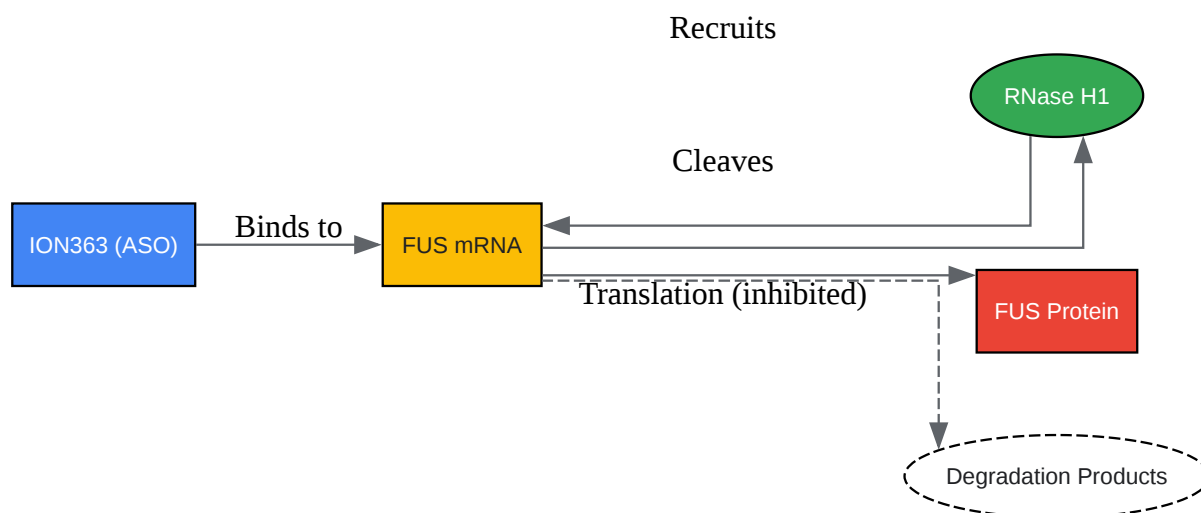 Recruits
RNase H1
Cleaves
ION363 (ASO)
Binds to
FUS mRNA
Translation (inhibited)
FUS Protein
Degradation Products